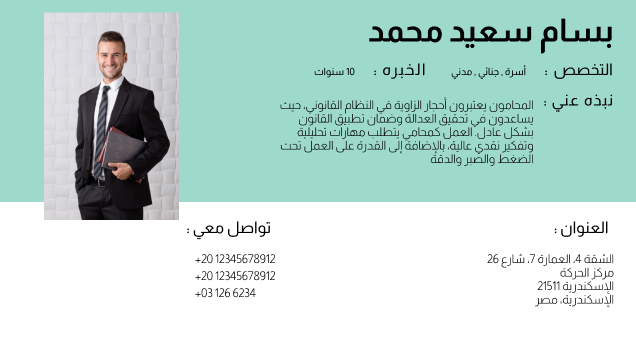 بسام سعيد محمد
التخصص : أسرة , جنائي , مدني الخبره : 10 سنوات
نبذه عني :
المحامون يعتبرون أحجار الزاوية في النظام القانوني، حيث
يساعدون في تحقيق العدالة وضمان تطبيق القانون
بشكل عادل. العمل كمحامي يتطلب مهارات تحليلية
وتفكير نقدي عالية، بالإضافة إلى القدرة على العمل تحت
الضغط والصبر والدقة
العنوان :
الشقة 4، العمارة 7، شارع 26
مركز الحركة
الإسكندرية 21511
الإسكندرية، مصر
تواصل معي :
+20 12345678912
+20 12345678912
+03 126 6234